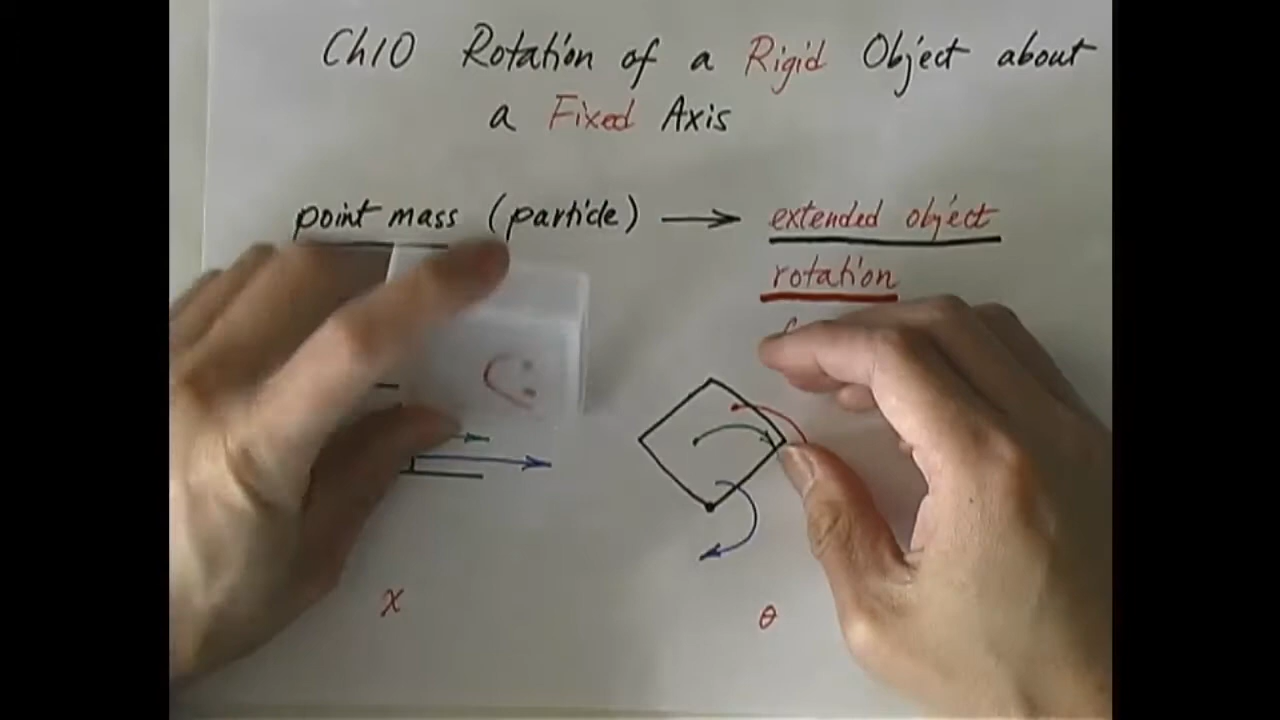 Ch10 Rotation of a Rigid Object about
a Fixed Axis
point mass (particle) → extended object
rotation
x
θ